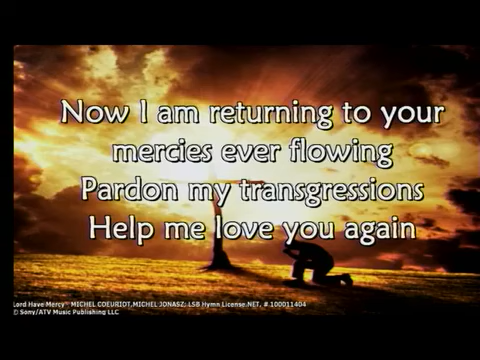 Now I am returning to your
mercies ever flowing
Pardon my transgressions
Help me love you again
Lord Have Mercy" MICHEL COEURIOT,MICHEL JONASZ; LSB Hymn License.NET, #.100011404
© Sony/ATV Music Publishing LLC